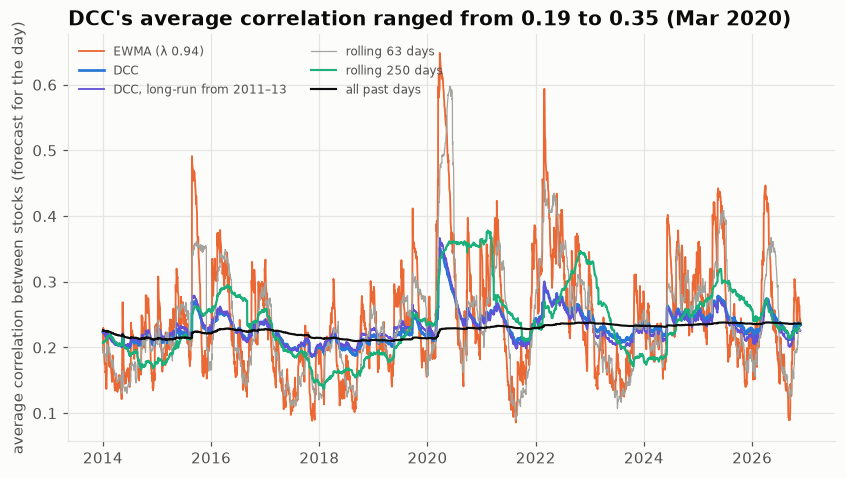 DCC's average correlation ranged from 0.19 to 0.35 (Mar 2020)
average correlation between stocks (forecast for the day)
EWMA (λ 0.94)
DCC
DCC, long-run from 2011–13
rolling 63 days
rolling 250 days
all past days
0.6
0.5
0.4
0.3
0.2
0.1
2014 2016 2018 2020 2022 2024 2026